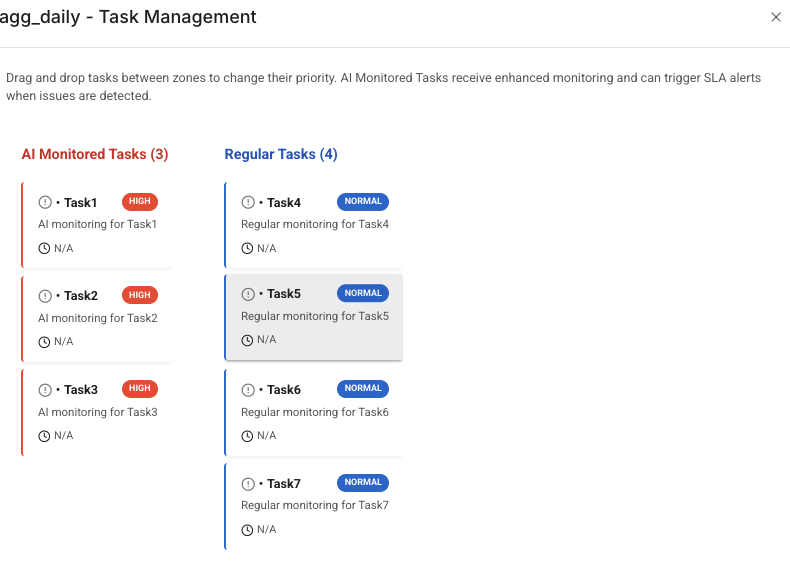 agg_daily - Task Management
Drag and drop tasks between zones to change their priority. AI Monitored Tasks receive enhanced monitoring and can trigger SLA alerts
when issues are detected.
AI Monitored Tasks (3)
• Task1 HIGH
AI monitoring for Task1
N/A
• Task2 HIGH
AI monitoring for Task2
N/A
• Task3 HIGH
AI monitoring for Task3
N/A
Regular Tasks (4)
• Task4 NORMAL
Regular monitoring for Task4
N/A
• Task5 NORMAL
Regular monitoring for Task5
N/A
• Task6 NORMAL
Regular monitoring for Task6
N/A
• Task7 NORMAL
Regular monitoring for Task7
N/A